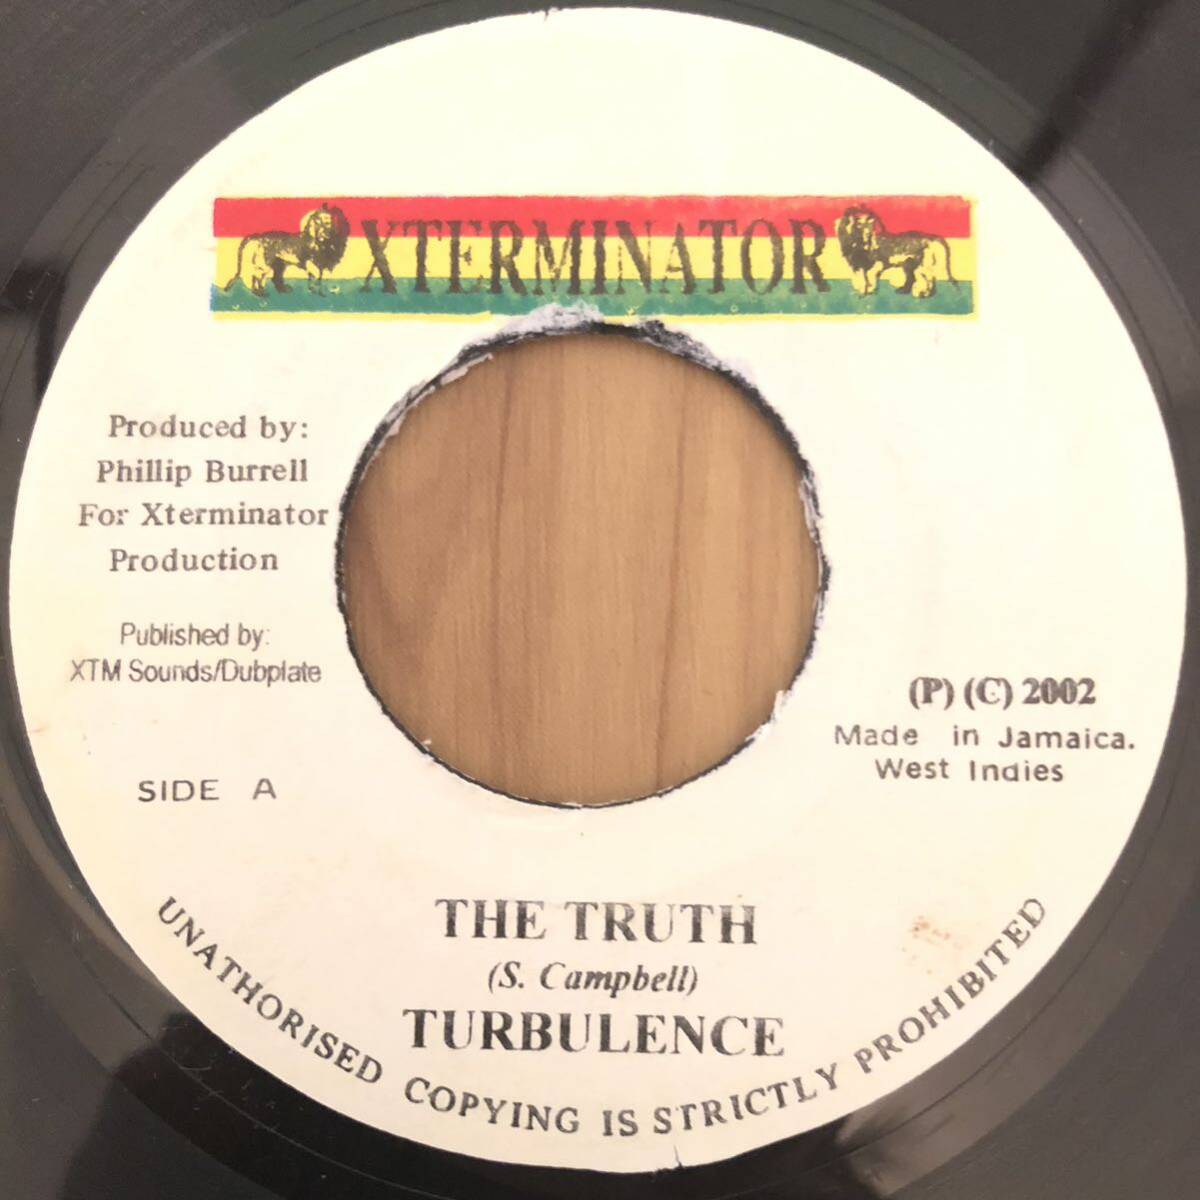 XTERMINATOR
Produced by:
Phillip Burrell
For Xterminator
Production
Published by:
XTM Sounds/Dubplate
SIDE A
(P) (C) 2002
Made in Jamaica.
West Indies
THE TRUTH
(S. Campbell)
TURBULENCE
UNATHORISED COPYING IS STRICTLY PROHIBITED